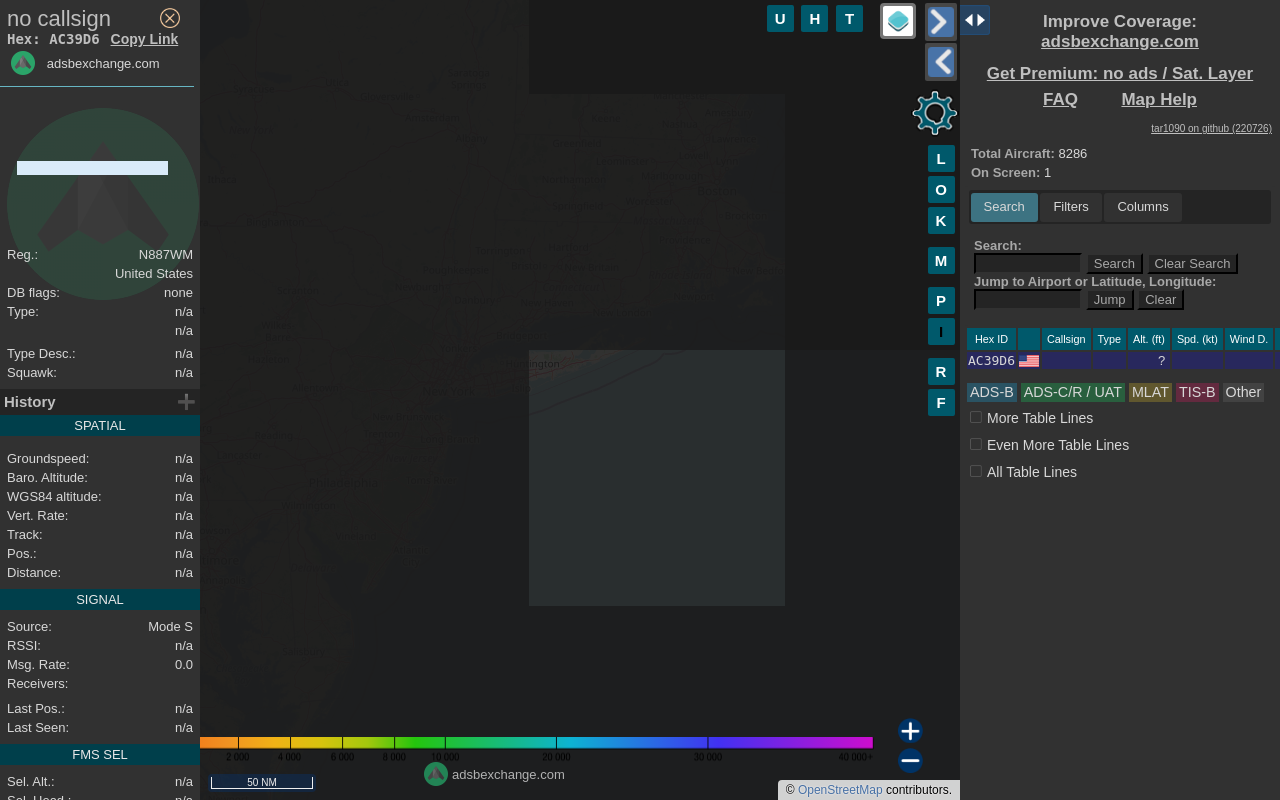 no callsign
Hex: AC39D6 Copy Link
adsbexchange.com
Reg.: N887WM
United States
DB flags: none
Type: n/a
n/a
Type Desc.: n/a
Squawk: n/a
History
SPATIAL
Groundspeed: n/a
Baro. Altitude: n/a
WGS84 altitude: n/a
Vert. Rate: n/a
Track: n/a
Pos.: n/a
Distance: n/a
SIGNAL
Source: Mode S
RSSI: n/a
Msg. Rate: 0.0
Receivers:
Last Pos.: n/a
Last Seen: n/a
FMS SEL
Sel. Alt.: n/a
U H T
L
O
K
M
P
I
R
F
2 000 4 000 6 000 8 000 10 000 20 000 30 000 40 000+
adsbexchange.com
50 NM
© OpenStreetMap contributors.
Improve Coverage:
adsbexchange.com
Get Premium: no ads / Sat. Layer
FAQ Map Help
tar1090 on github (220726)
Total Aircraft: 8286
On Screen: 1
Search Filters Columns
Search:
Search Clear Search
Jump to Airport or Latitude, Longitude:
Jump Clear
Hex ID Callsign Type Alt. (ft) Spd. (kt) Wind D.
AC39D6 ?
ADS-B ADS-C/R / UAT MLAT TIS-B Other
More Table Lines
Even More Table Lines
All Table Lines